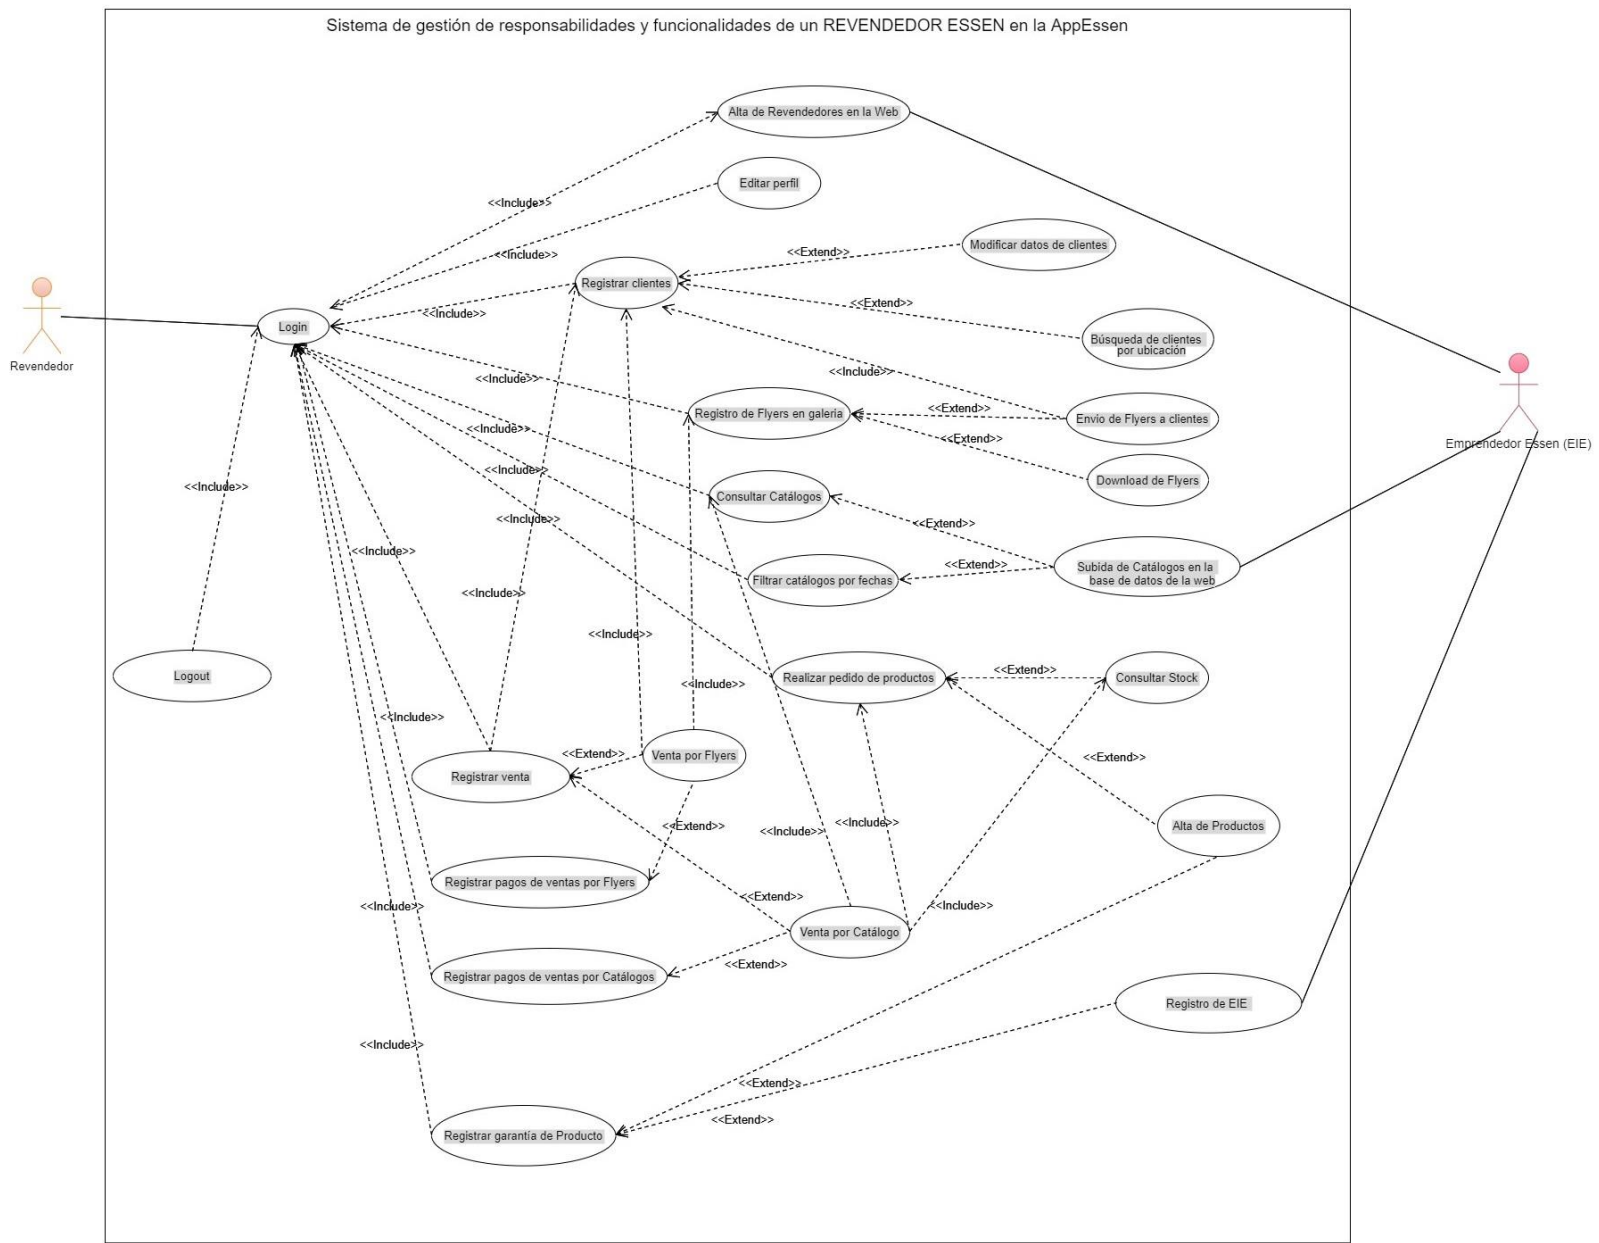 Sistema de gestión de responsabilidades y funcionalidades de un REVENDEDOR ESSEN en la AppEssen
Alta de Revendedores en la Web
Editar perfil
<<Include>>
Modificar datos de clientes
<<Extend>>
<<Include>>
Registrar clientes
<<Extend>>
<<Include>>
Login
Búsqueda de clientes
por ubicación
Revendedor
<<Include>>
<<Include>>
<<Extend>>
Registro de Flyers en galeria
Envio de Flyers a clientes
<<Include>>
<<Extend>>
Emprendedor Essen (EIE)
<<Include>>
Download de Flyers
<<Include>>
Consultar Catálogos
<<Include>>
<<Extend>>
<<Include>>
<<Extend>>
Subida de Catálogos en la
base de datos de la web
Filtrar catálogos por fechas
<<Include>>
<<Include>>
<<Extend>>
Logout
Realizar pedido de productos
Consultar Stock
<<Include>>
<<Include>>
<<Extend>>
Venta por Flyers
<<Extend>>
Registrar venta
<<Extend>>
<<Include>>
<<Include>>
Alta de Productos
Registrar pagos de ventas por Flyers
<<Extend>>
<<Include>>
<<Include>>
Venta por Catálogo
<<Extend>>
Registrar pagos de ventas por Catálogos
Registro de EIE
<<Include>>
<<Extend>>
<<Extend>>
Registrar garantía de Producto